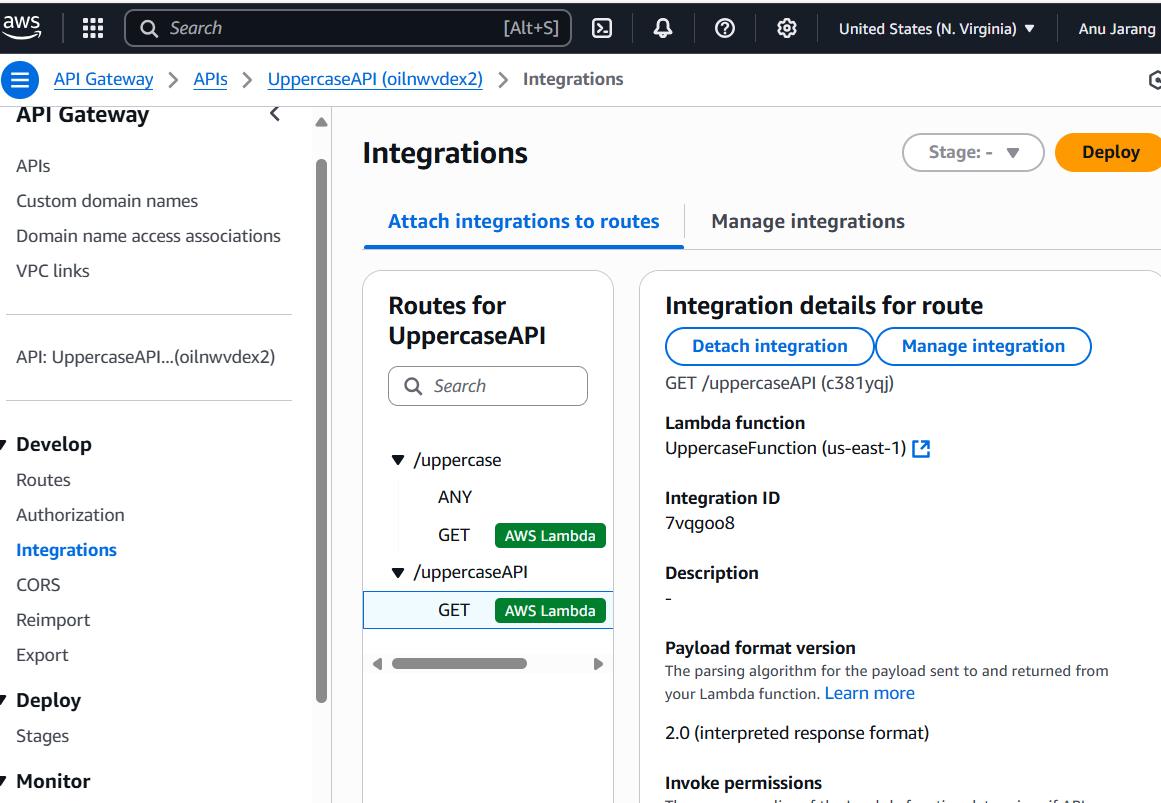 aws
Search [Alt+S]
United States (N. Virginia)
Anu Jarang
API Gateway
APIs
UppercaseAPI (oilnwvdex2)
Integrations
API Gateway
APIs
Custom domain names
Domain name access associations
VPC links
API: UppercaseAPI...(oilnwvdex2)
Develop
Routes
Authorization
Integrations
CORS
Reimport
Export
Deploy
Stages
Monitor
Integrations
Stage: -
Deploy
Attach integrations to routes
Manage integrations
Routes for
UppercaseAPI
Search
/uppercase
ANY
GET AWS Lambda
/uppercaseAPI
GET AWS Lambda
Integration details for route
Detach integration
Manage integration
GET /uppercaseAPI (c381yqj)
Lambda function
UppercaseFunction (us-east-1)
Integration ID
7vqgoo8
Description
-
Payload format version
The parsing algorithm for the payload sent to and returned from
your Lambda function. Learn more
2.0 (interpreted response format)
Invoke permissions